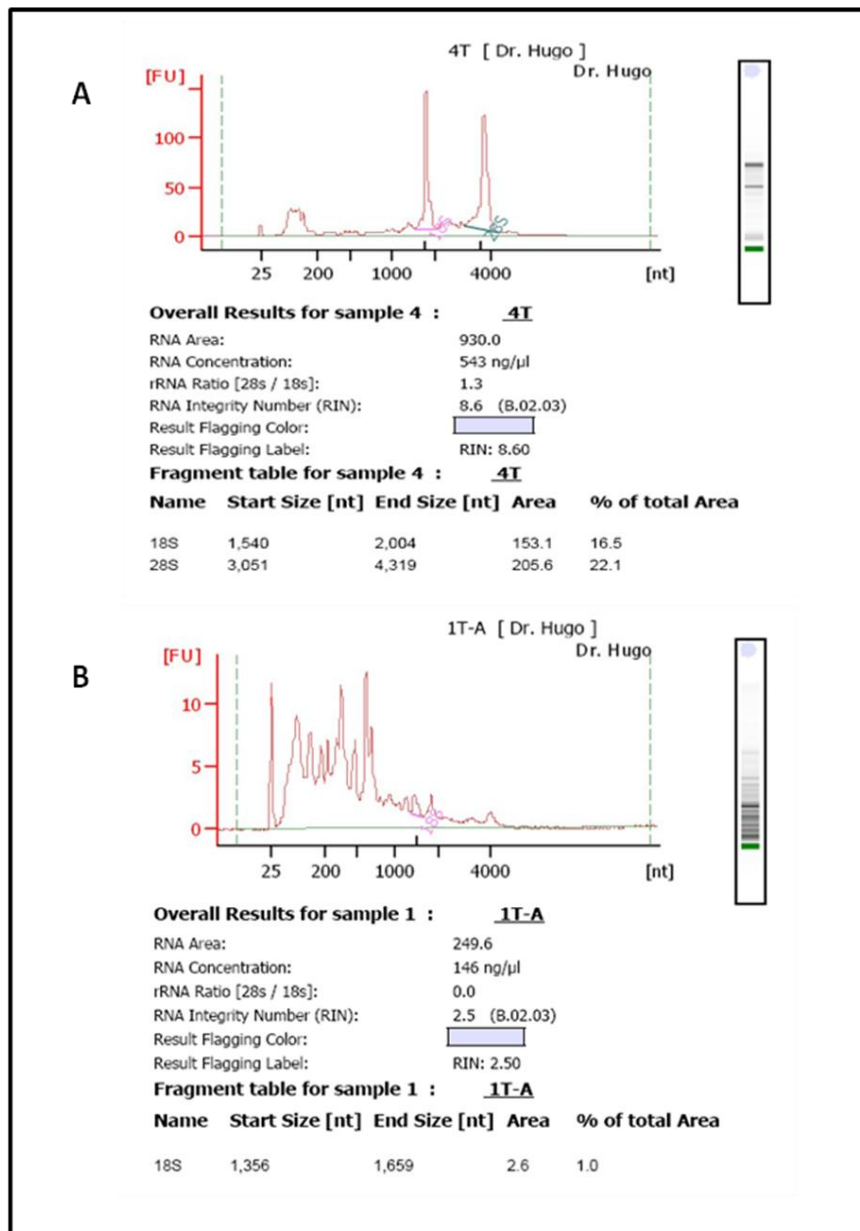 4T [ Dr. Hugo ]
Dr. Hugo
A
[FU]
100
50
0
18S
28S
25 200 1000 4000 [nt]
Overall Results for sample 4 : 4T
RNA Area: 930.0
RNA Concentration: 543 ng/µl
rRNA Ratio [28s / 18s]: 1.3
RNA Integrity Number (RIN): 8.6 (B.02.03)
Result Flagging Color:
Result Flagging Label: RIN: 8.60
Fragment table for sample 4 : 4T
Name Start Size [nt] End Size [nt] Area % of total Area
18S 1,540 2,004 153.1 16.5
28S 3,051 4,319 205.6 22.1
1T-A [ Dr. Hugo ]
Dr. Hugo
B
[FU]
10
5
0
18S
25 200 1000 4000 [nt]
Overall Results for sample 1 : 1T-A
RNA Area: 249.6
RNA Concentration: 146 ng/µl
rRNA Ratio [28s / 18s]: 0.0
RNA Integrity Number (RIN): 2.5 (B.02.03)
Result Flagging Color:
Result Flagging Label: RIN: 2.50
Fragment table for sample 1 : 1T-A
Name Start Size [nt] End Size [nt] Area % of total Area
18S 1,356 1,659 2.6 1.0